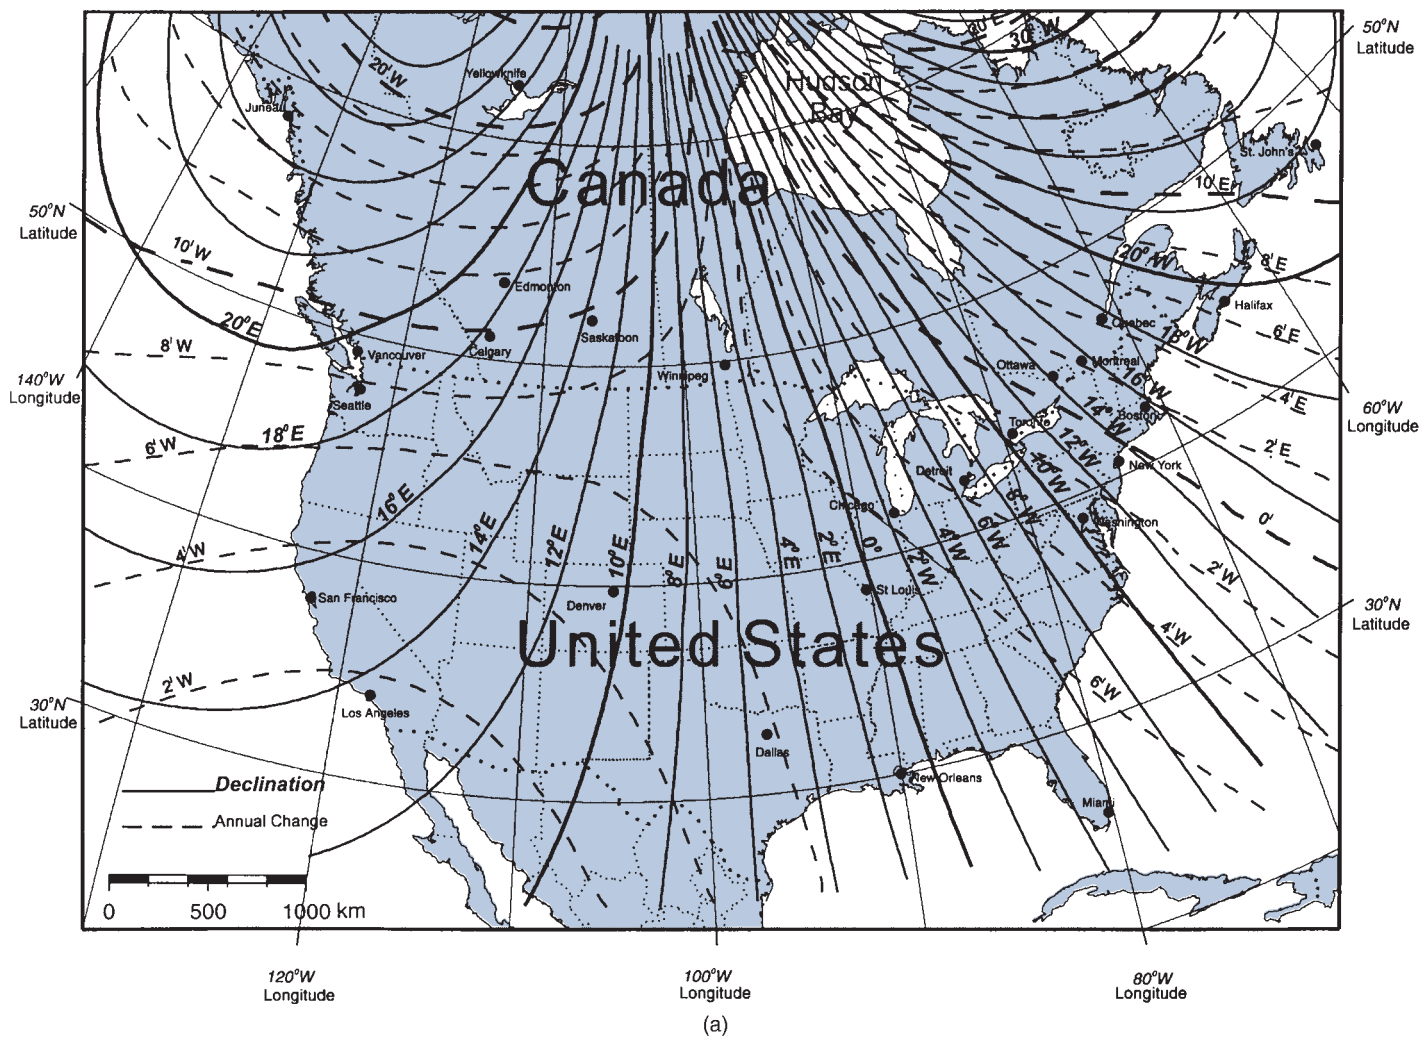 20' E
30° W
50°N
Latitude
20' W
Yellowknife
Hudson
Bay
Juneau
St. John's
Canada
10' E
50°N
Latitude
10' W
20° W
8' E
Edmonton
Halifax
20° E
Saskatoon
Quebec
6' E
8' W
Vancouver
Calgary
18° W
Montreal
140°W
Longitude
Winnipeg
Ottawa
16° W
Seattle
4' E
60°W
Longitude
14° W
Boston
Toronto
18° E
6' W
12° W
2' E
Detroit
10° W
New York
16° E
Chicago
8° W
0'
Washington
14° E
12° E
10° E
8° E
6° E
4° E
2° E
0°
2° W
4° W
6° W
4' W
2' W
San Francisco
Denver
St Louis
30°N
Latitude
United States
4' W
2' W
6' W
30°N
Latitude
Los Angeles
Dallas
New Orleans
Miami
Declination
Annual Change
0 500 1000 km
120°W
Longitude
100°W
Longitude
80°W
Longitude
(a)